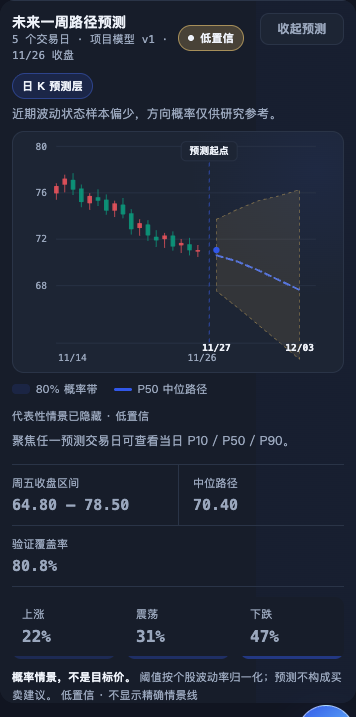 未来一周路径预测
5 个交易日 · 项目模型 v1 ·
11/26 收盘
低置信
收起预测
日 K 预测层
近期波动状态样本偏少，方向概率仅供研究参考。
80
预测起点
76
72
68
11/27
12/03
11/14
11/26
80% 概率带
P50 中位路径
代表性情景已隐藏 · 低置信
聚焦任一预测交易日可查看当日 P10 / P50 / P90。
周五收盘区间
中位路径
64.80 — 78.50
70.40
验证覆盖率
80.8%
上涨
震荡
下跌
22%
31%
47%
概率情景，不是目标价。 阈值按个股波动率归一化；预测不构成买
卖建议。 低置信 · 不显示精确情景线